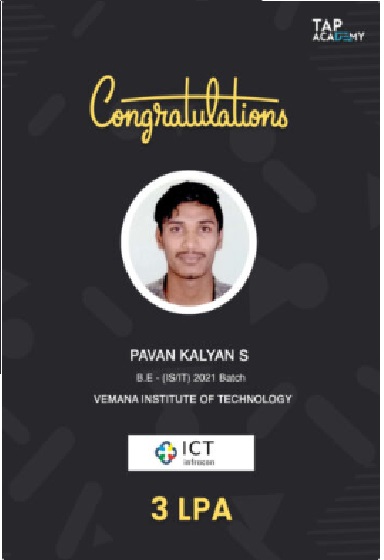 TAP
ACADEMY
Congratulations
PAVAN KALYAN S
B.E - (IS/IT) 2021 Batch
VEMANA INSTITUTE OF TECHNOLOGY
ICT
infracon
3 LPA